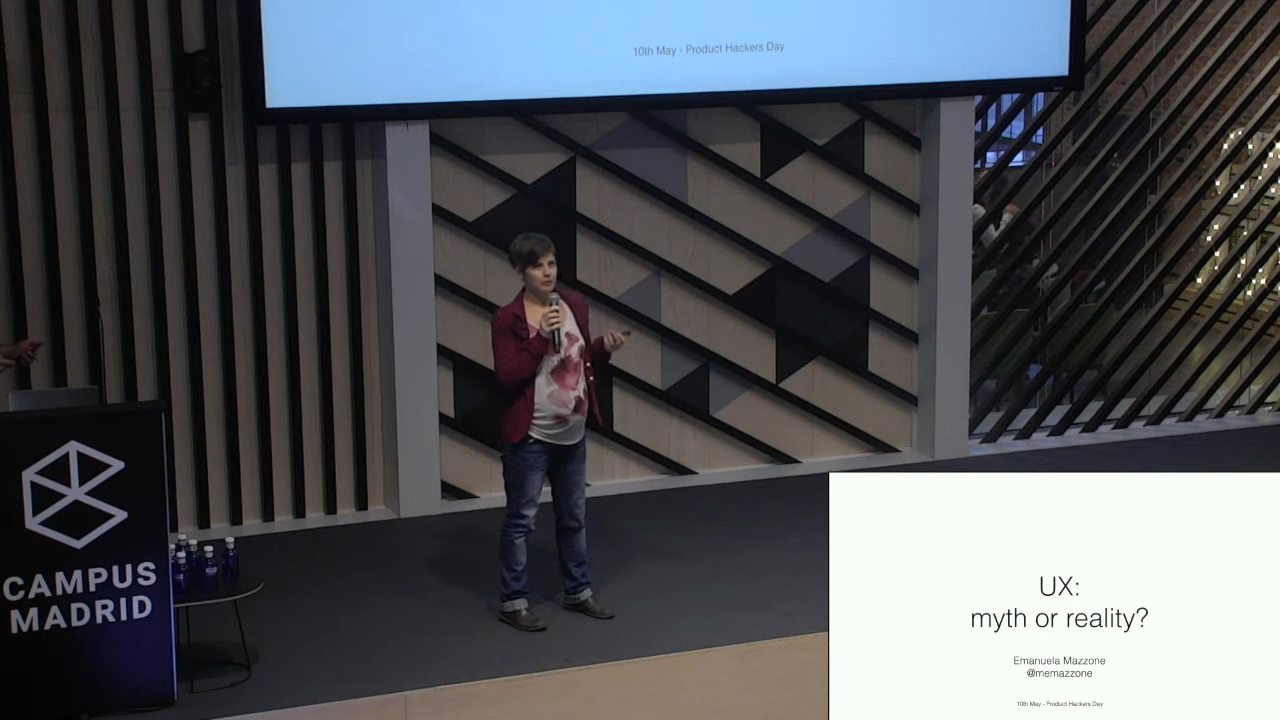 10th May - Product Hackers Day
CAMPUS
MADRID
UX:
myth or reality?
Emanuela Mazzone
@memazzone
10th May - Product Hackers Day